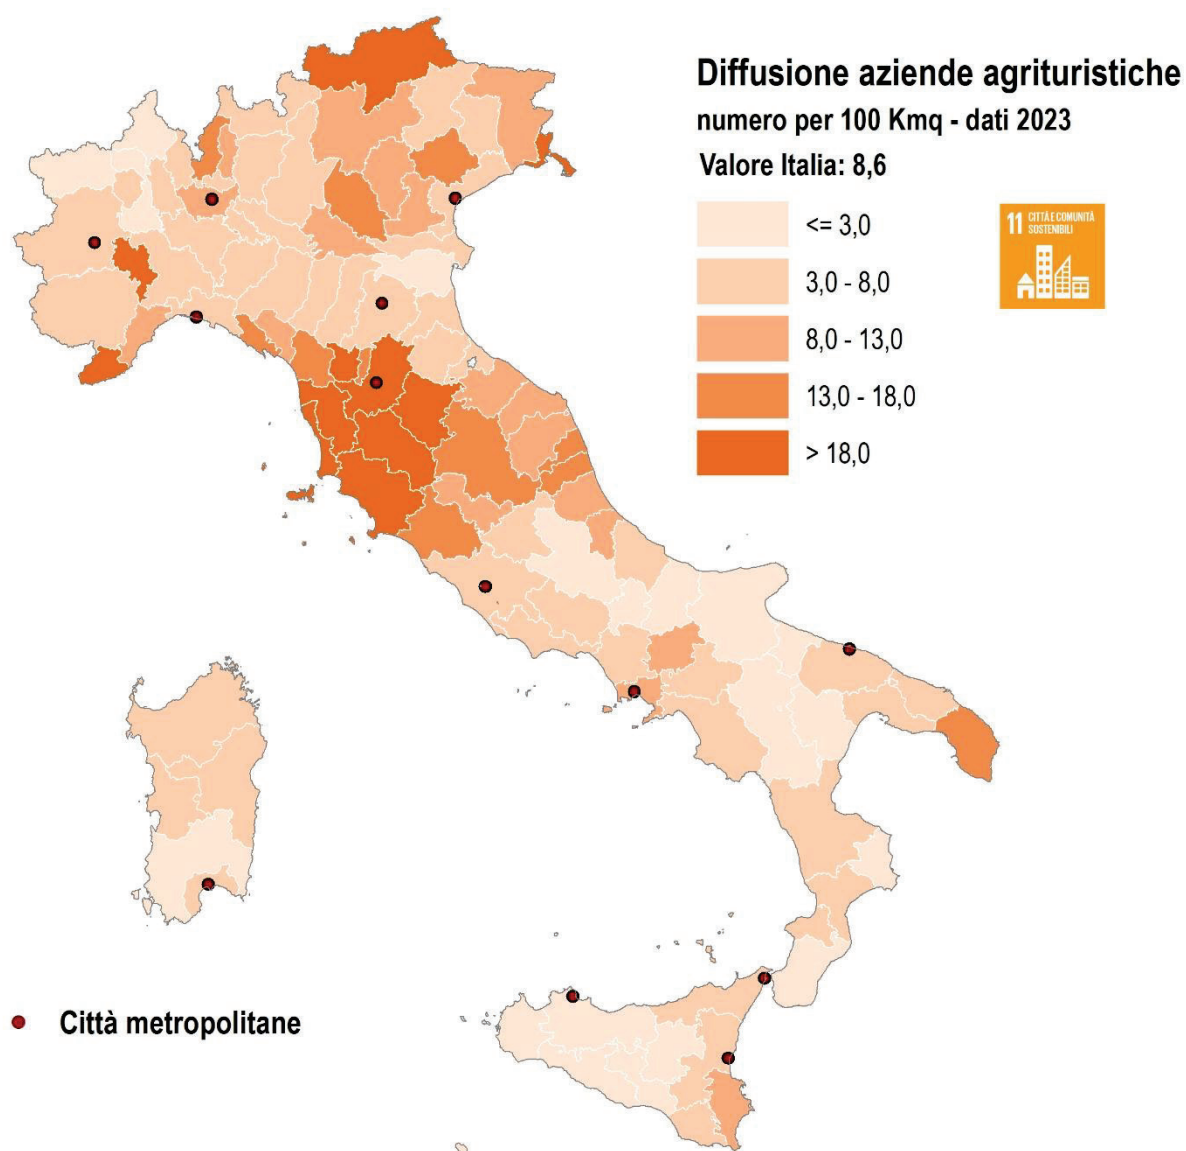 Diffusione aziende agrituristiche
numero per 100 Kmq - dati 2023
Valore Italia: 8,6
<= 3,0
3,0 - 8,0
8,0 - 13,0
13,0 - 18,0
> 18,0
11 CITTÀ E COMUNITÀ
SOSTENIBILI
Città metropolitane